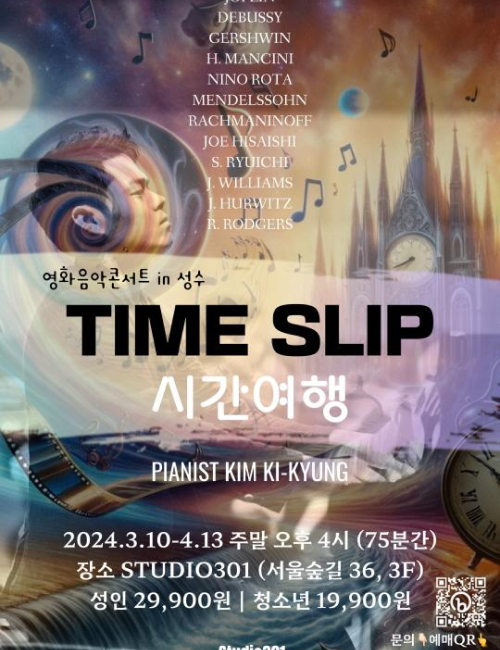 JOPLIN
DEBUSSY
GERSHWIN
H. MANCINI
NINO ROTA
MENDELSSOHN
RACHMANINOFF
JOE HISAISHI
S. RYUICHI
J. WILLIAMS
J. HURWITZ
R. RODGERS
영화음악콘서트 in 성수
TIME SLIP
시간여행
PIANIST KIM KI-KYUNG
2024.3.10-4.13 주말 오후 4시 (75분간)
장소 STUDIO301 (서울숲길 36, 3F)
성인 29,900원 | 청소년 19,900원
문의👇예매QR👆
Studio301